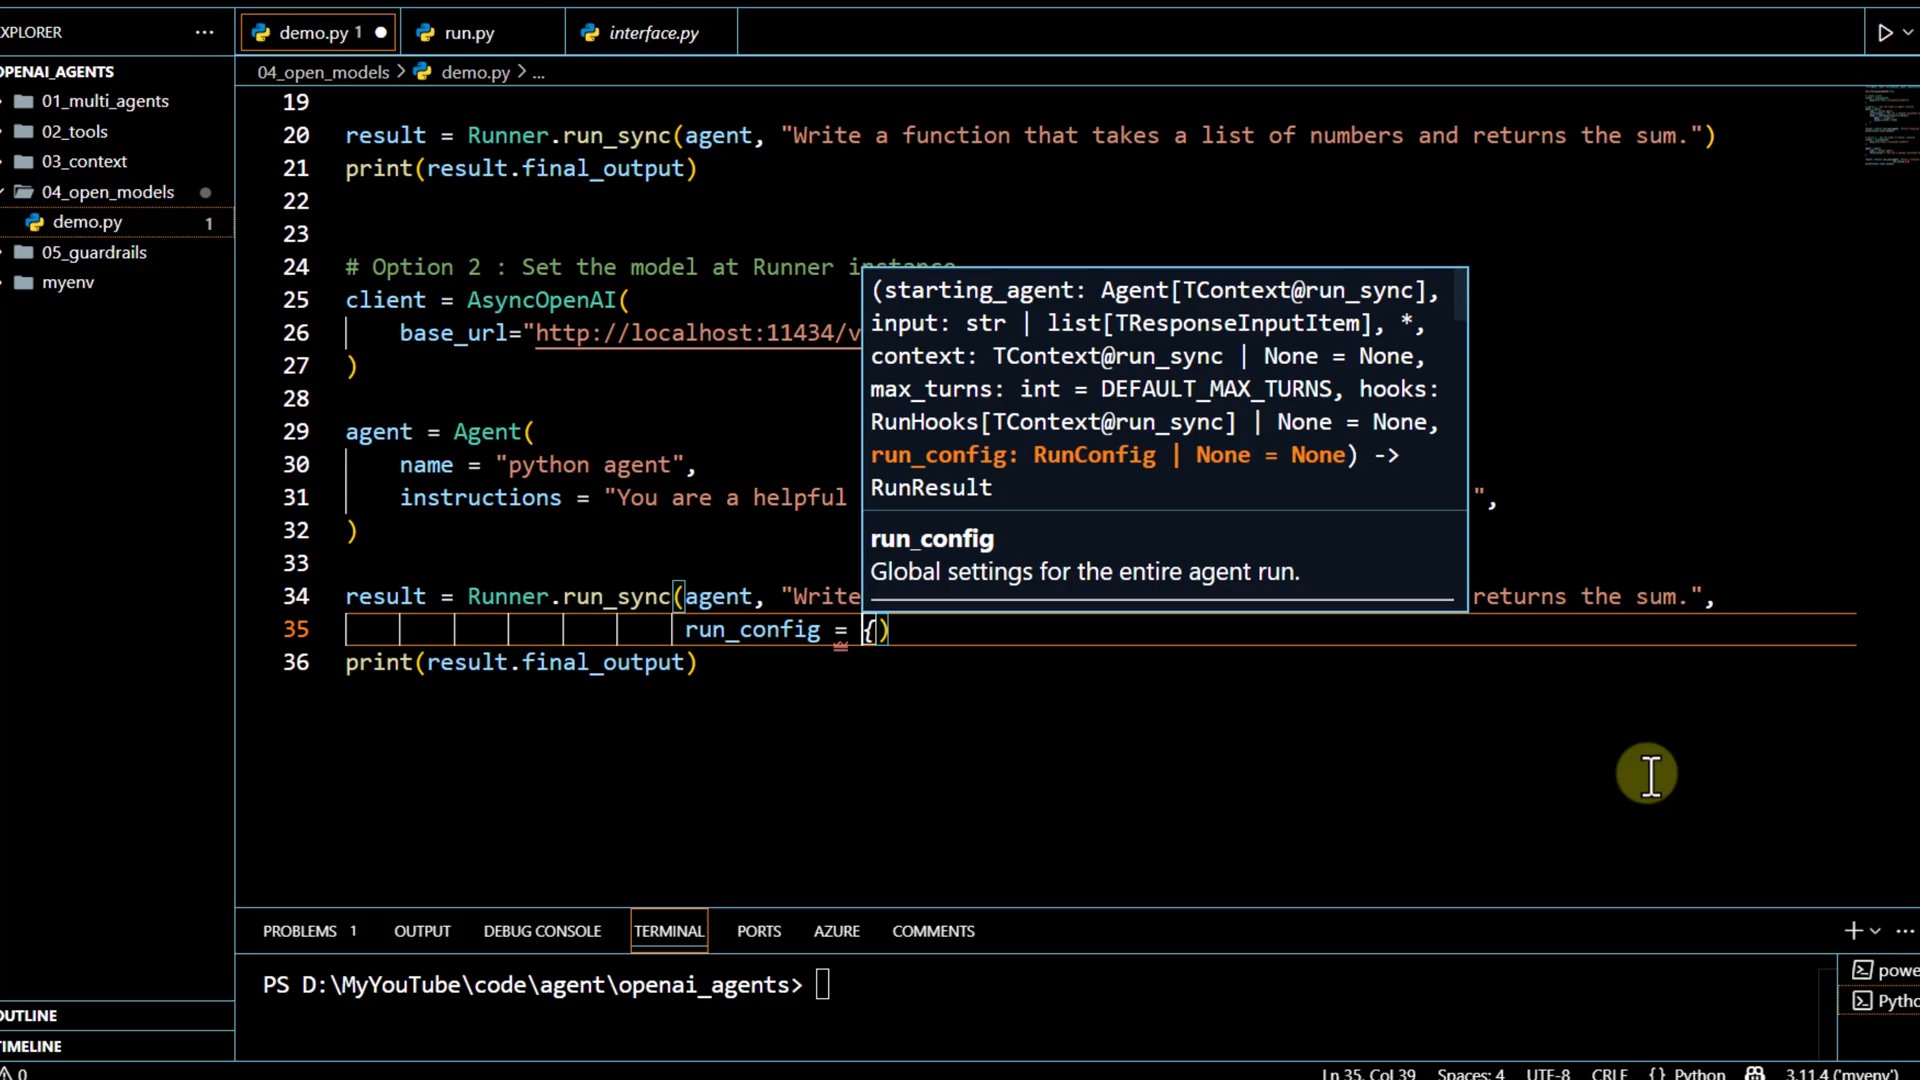 EXPLORER
demo.py 1
run.py
interface.py
OPENAI_AGENTS
04_open_models > demo.py > ...
01_multi_agents
02_tools
03_context
04_open_models
demo.py 1
05_guardrails
myenv
19
20 result = Runner.run_sync(agent, "Write a function that takes a list of numbers and returns the sum.")
21 print(result.final_output)
22
23
24 # Option 2 : Set the model at Runner instance
25 client = AsyncOpenAI(
26 base_url="http://localhost:11434/v
27 )
28
29 agent = Agent(
30 name = "python agent",
31 instructions = "You are a helpful ",
32 )
33
34 result = Runner.run_sync(agent, "Write returns the sum.",
35 run_config = {)
36 print(result.final_output)
(starting_agent: Agent[TContext@run_sync],
input: str | list[TResponseInputItem], *,
context: TContext@run_sync | None = None,
max_turns: int = DEFAULT_MAX_TURNS, hooks:
RunHooks[TContext@run_sync] | None = None,
run_config: RunConfig | None = None) ->
RunResult
run_config
Global settings for the entire agent run.
PROBLEMS 1 OUTPUT DEBUG CONSOLE TERMINAL PORTS AZURE COMMENTS
PS D:\MyYouTube\code\agent\openai_agents>
powe
Pytho
OUTLINE
TIMELINE
0
Ln 35, Col 39 Spaces: 4 UTF-8 CRLF {} Python 3.11.4 ('myenv')